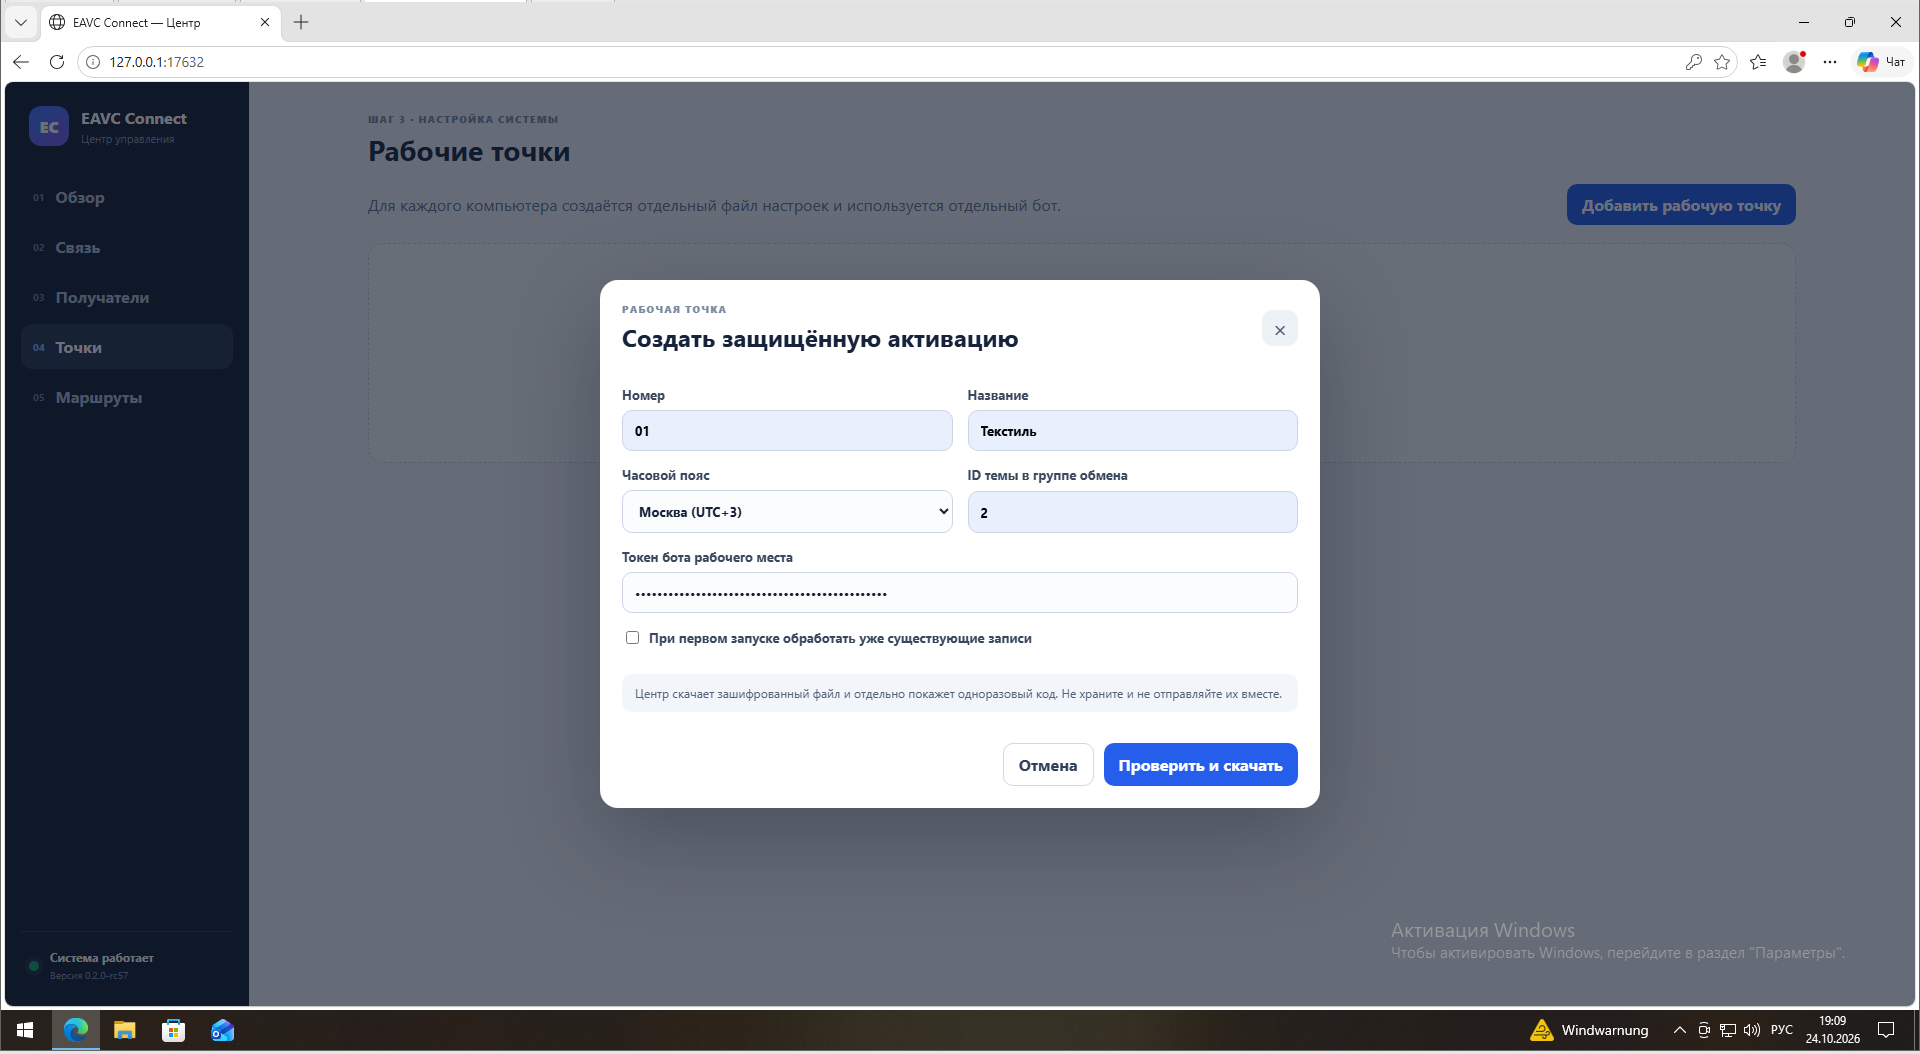 EAVC Connect — Центр
127.0.0.1:17632
Чат
EC
EAVC Connect
Центр управления
01 Обзор
02 Связь
03 Получатели
04 Точки
05 Маршруты
Система работает
Версия 0.2.0-rc57
ШАГ 3 · НАСТРОЙКА СИСТЕМЫ
Рабочие точки
Для каждого компьютера создаётся отдельный файл настроек и используется отдельный бот.
Добавить рабочую точку
РАБОЧАЯ ТОЧКА
Создать защищённую активацию
Номер
Название
01
Текстиль
Часовой пояс
ID темы в группе обмена
Москва (UTC+3)
2
Токен бота рабочего места
При первом запуске обработать уже существующие записи
Центр скачает зашифрованный файл и отдельно покажет одноразовый код. Не храните и не отправляйте их вместе.
Отмена
Проверить и скачать
Активация Windows
Чтобы активировать Windows, перейдите в раздел "Параметры".
Windwarnung
РУС
19:09
24.10.2026